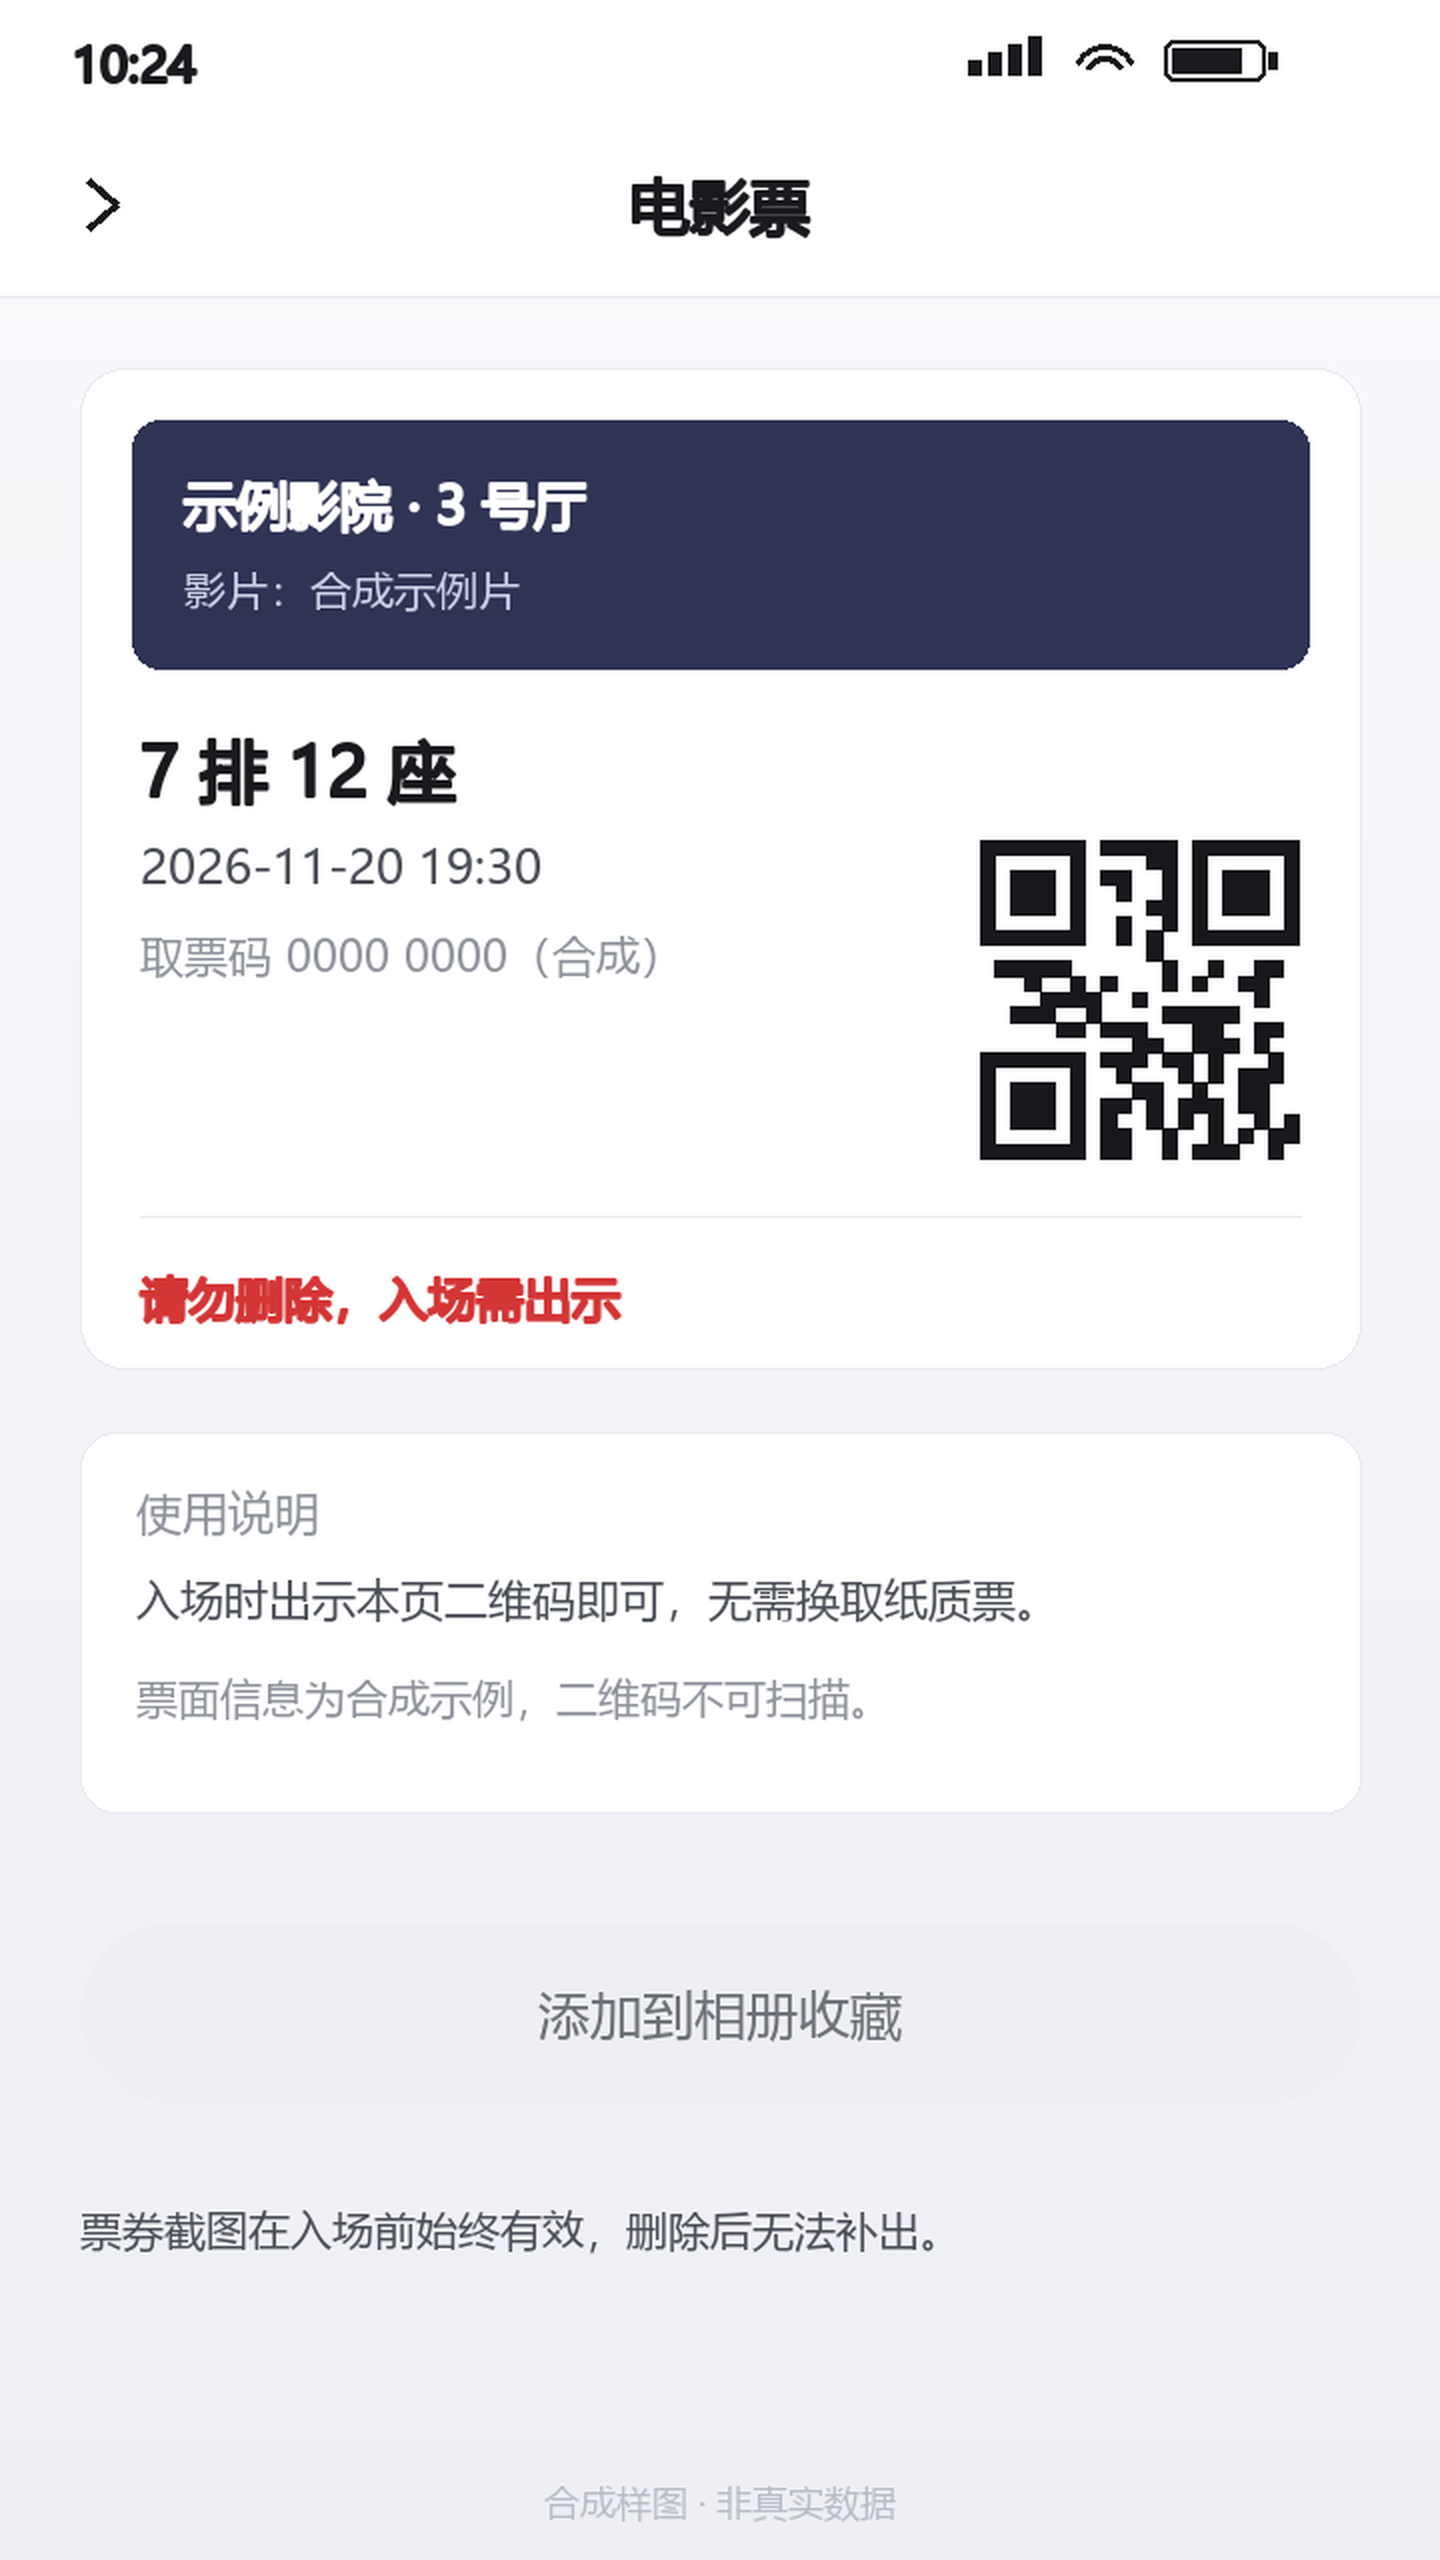 10:24
电影票
示例影院 · 3 号厅
影片：合成示例片
7 排 12 座
2026-11-20 19:30
取票码 0000 0000（合成）
请勿删除，入场需出示
使用说明
入场时出示本页二维码即可，无需换取纸质票。
票面信息为合成示例，二维码不可扫描。
添加到相册收藏
票券截图在入场前始终有效，删除后无法补出。
合成样图 · 非真实数据